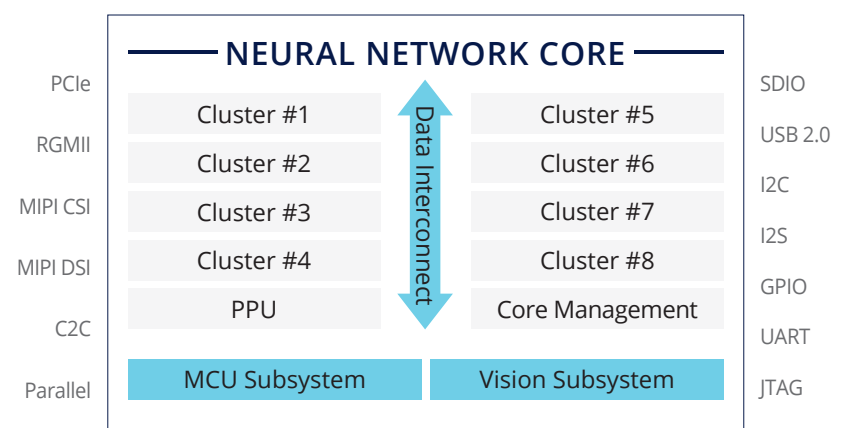 NEURAL NETWORK CORE
PCIe
RGMII
MIPI CSI
MIPI DSI
C2C
Parallel
Cluster #1
Cluster #2
Cluster #3
Cluster #4
PPU
Data Interconnect
Cluster #5
Cluster #6
Cluster #7
Cluster #8
Core Management
MCU Subsystem
Vision Subsystem
SDIO
USB 2.0
I2C
I2S
GPIO
UART
JTAG